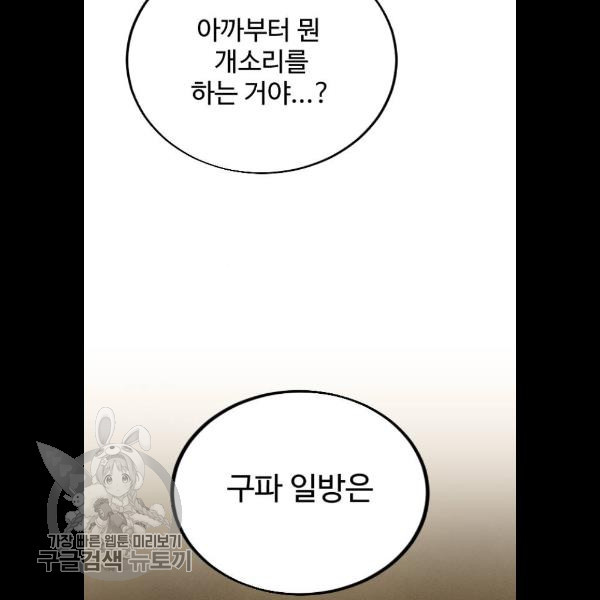 아까부터 뭔
개소리를
하는 거야...?
구파 일방은
가장 빠른 웹툰 미리보기
구글검색 뉴토끼